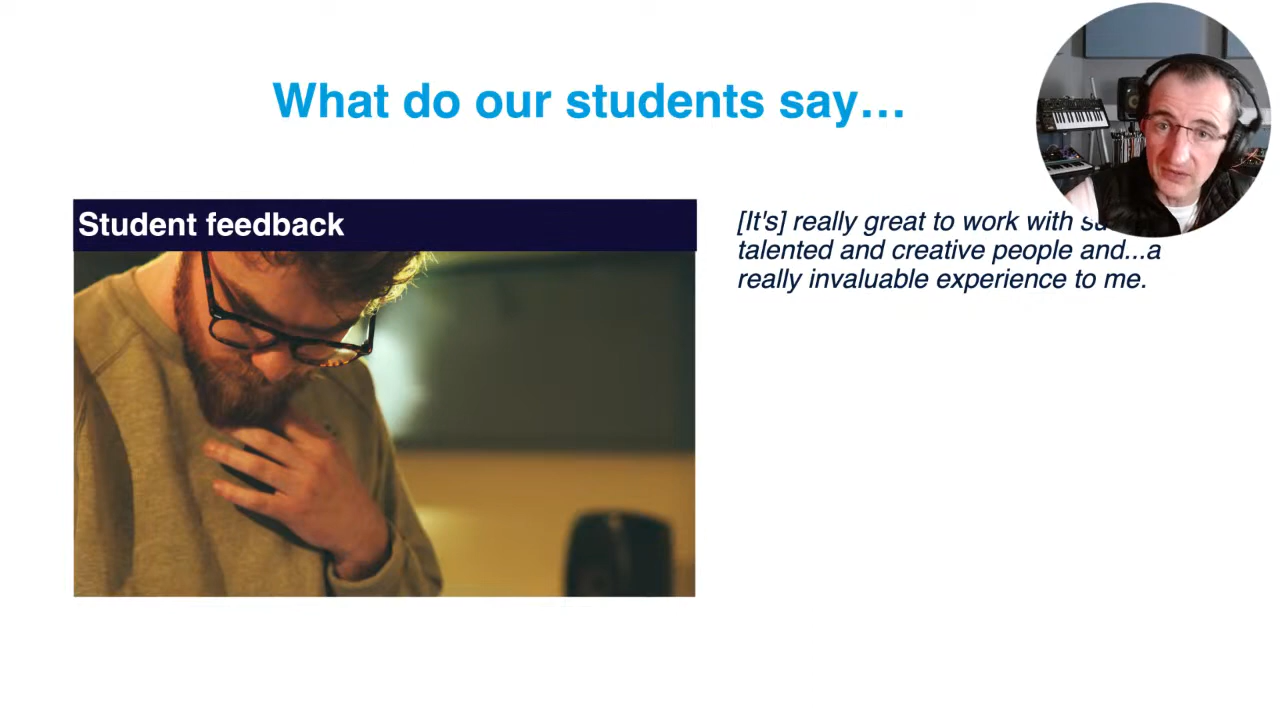 What do our students say…
Student feedback
[It's] really great to work with
talented and creative people and...a
really invaluable experience to me.